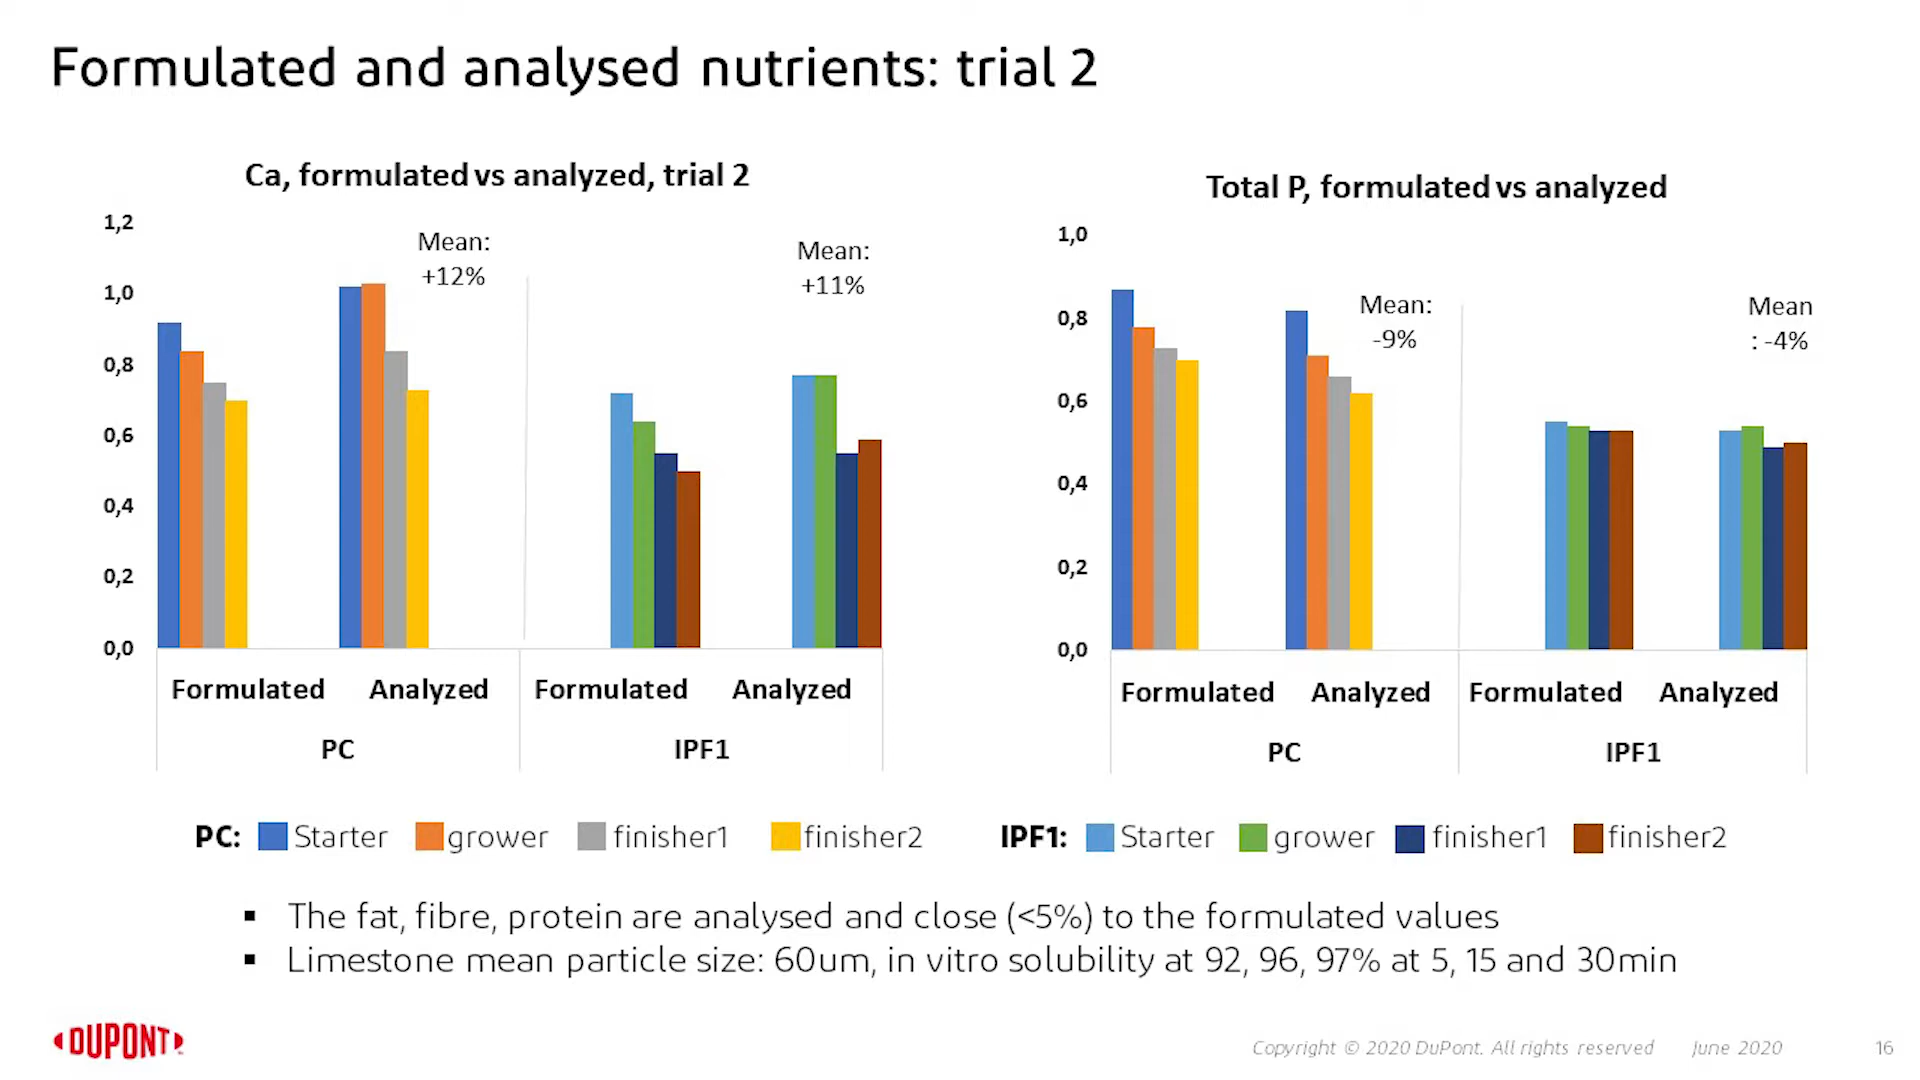 Formulated and analysed nutrients: trial 2
Ca, formulated vs analyzed, trial 2
1,2
1,0
0,8
0,6
0,4
0,2
0,0
Mean:
+12%
Mean:
+11%
Formulated Analyzed Formulated Analyzed
PC IPF1
Total P, formulated vs analyzed
1,0
0,8
0,6
0,4
0,2
0,0
Mean:
-9%
Mean
: -4%
Formulated Analyzed Formulated Analyzed
PC IPF1
PC: Starter grower finisher1 finisher2
IPF1: Starter grower finisher1 finisher2
▪ The fat, fibre, protein are analysed and close (<5%) to the formulated values
▪ Limestone mean particle size: 60um, in vitro solubility at 92, 96, 97% at 5, 15 and 30min
DUPONT
Copyright © 2020 DuPont. All rights reserved June 2020 16